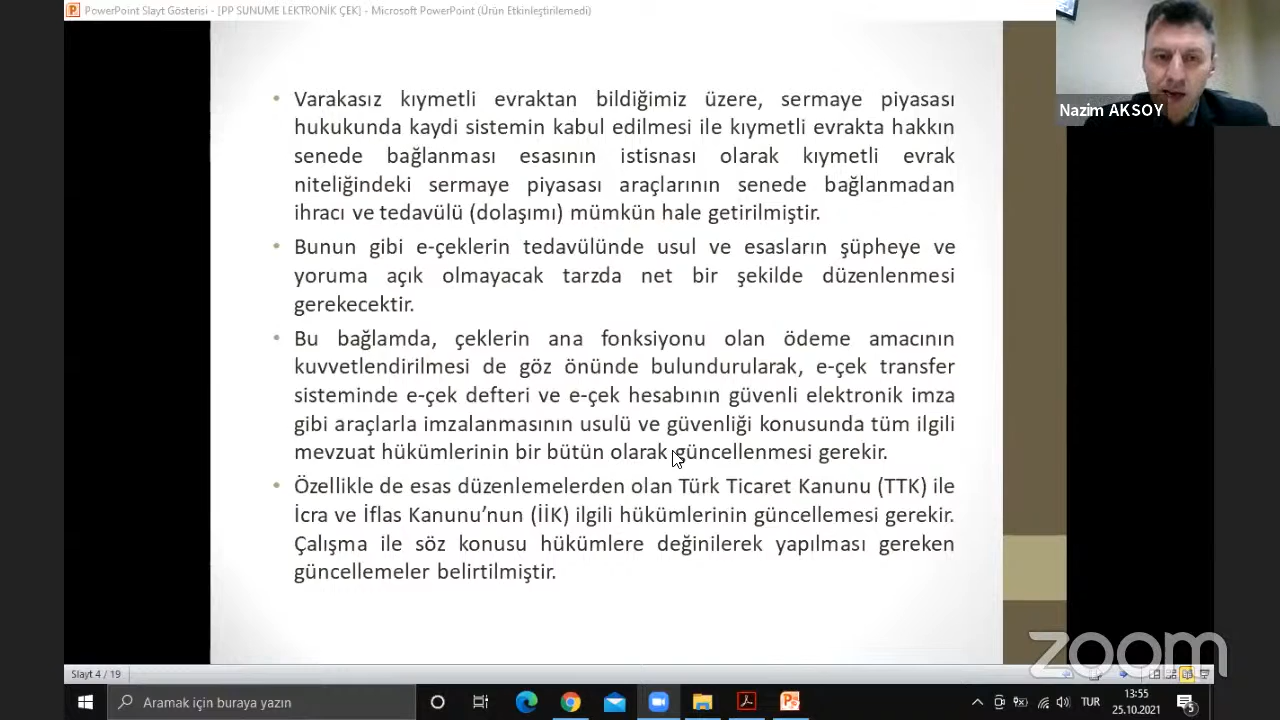 PowerPoint Slayt Gösterisi - [PP SUNUME LEKTRONİK ÇEK] - Microsoft PowerPoint (Ürün Etkinleştirilemedi)
Nazim AKSOY
• Varakasız kıymetli evraktan bildiğimiz üzere, sermaye piyasası
hukukunda kaydi sistemin kabul edilmesi ile kıymetli evrakta hakkın
senede bağlanması esasının istisnası olarak kıymetli evrak
niteliğindeki sermaye piyasası araçlarının senede bağlanmadan
ihracı ve tedavülü (dolaşımı) mümkün hale getirilmiştir.
• Bunun gibi e-çeklerin tedavülünde usul ve esasların şüpheye ve
yoruma açık olmayacak tarzda net bir şekilde düzenlenmesi
gerekecektir.
• Bu bağlamda, çeklerin ana fonksiyonu olan ödeme amacının
kuvvetlendirilmesi de göz önünde bulundurularak, e-çek transfer
sisteminde e-çek defteri ve e-çek hesabının güvenli elektronik imza
gibi araçlarla imzalanmasının usulü ve güvenliği konusunda tüm ilgili
mevzuat hükümlerinin bir bütün olarak güncellenmesi gerekir.
• Özellikle de esas düzenlemelerden olan Türk Ticaret Kanunu (TTK) ile
İcra ve İflas Kanunu’nun (İİK) ilgili hükümlerinin güncellemesi gerekir.
Çalışma ile söz konusu hükümlere değinilerek yapılması gereken
güncellemeler belirtilmiştir.
zoom
Slayt 4 / 19
Aramak için buraya yazın
TUR
13:55
25.10.2021
5